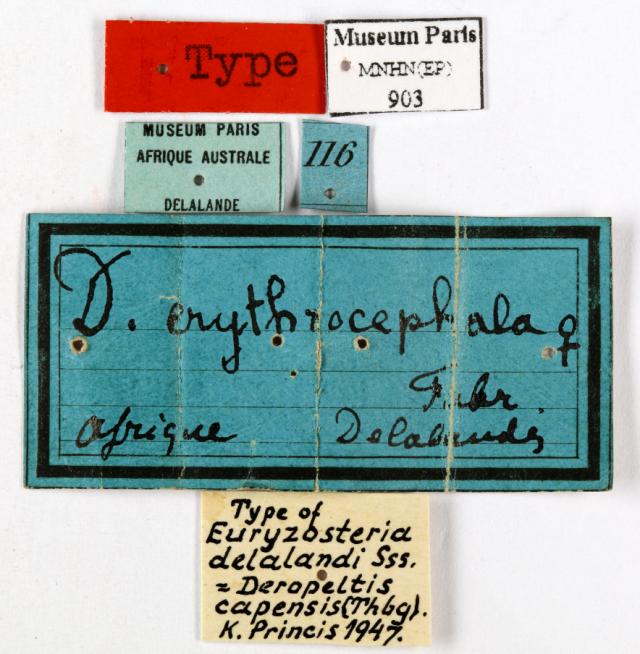 Type
Museum Paris
MNHN(EP)
903
MUSEUM PARIS
AFRIQUE AUSTRALE
DELALANDE
116
D. erythrocephala ♀
Fabr
Afrique Delalande
Type of
Euryzosteria
delalandi Sss.
= Deropeltis
capensis(Thbg).
K. Princis 1947.